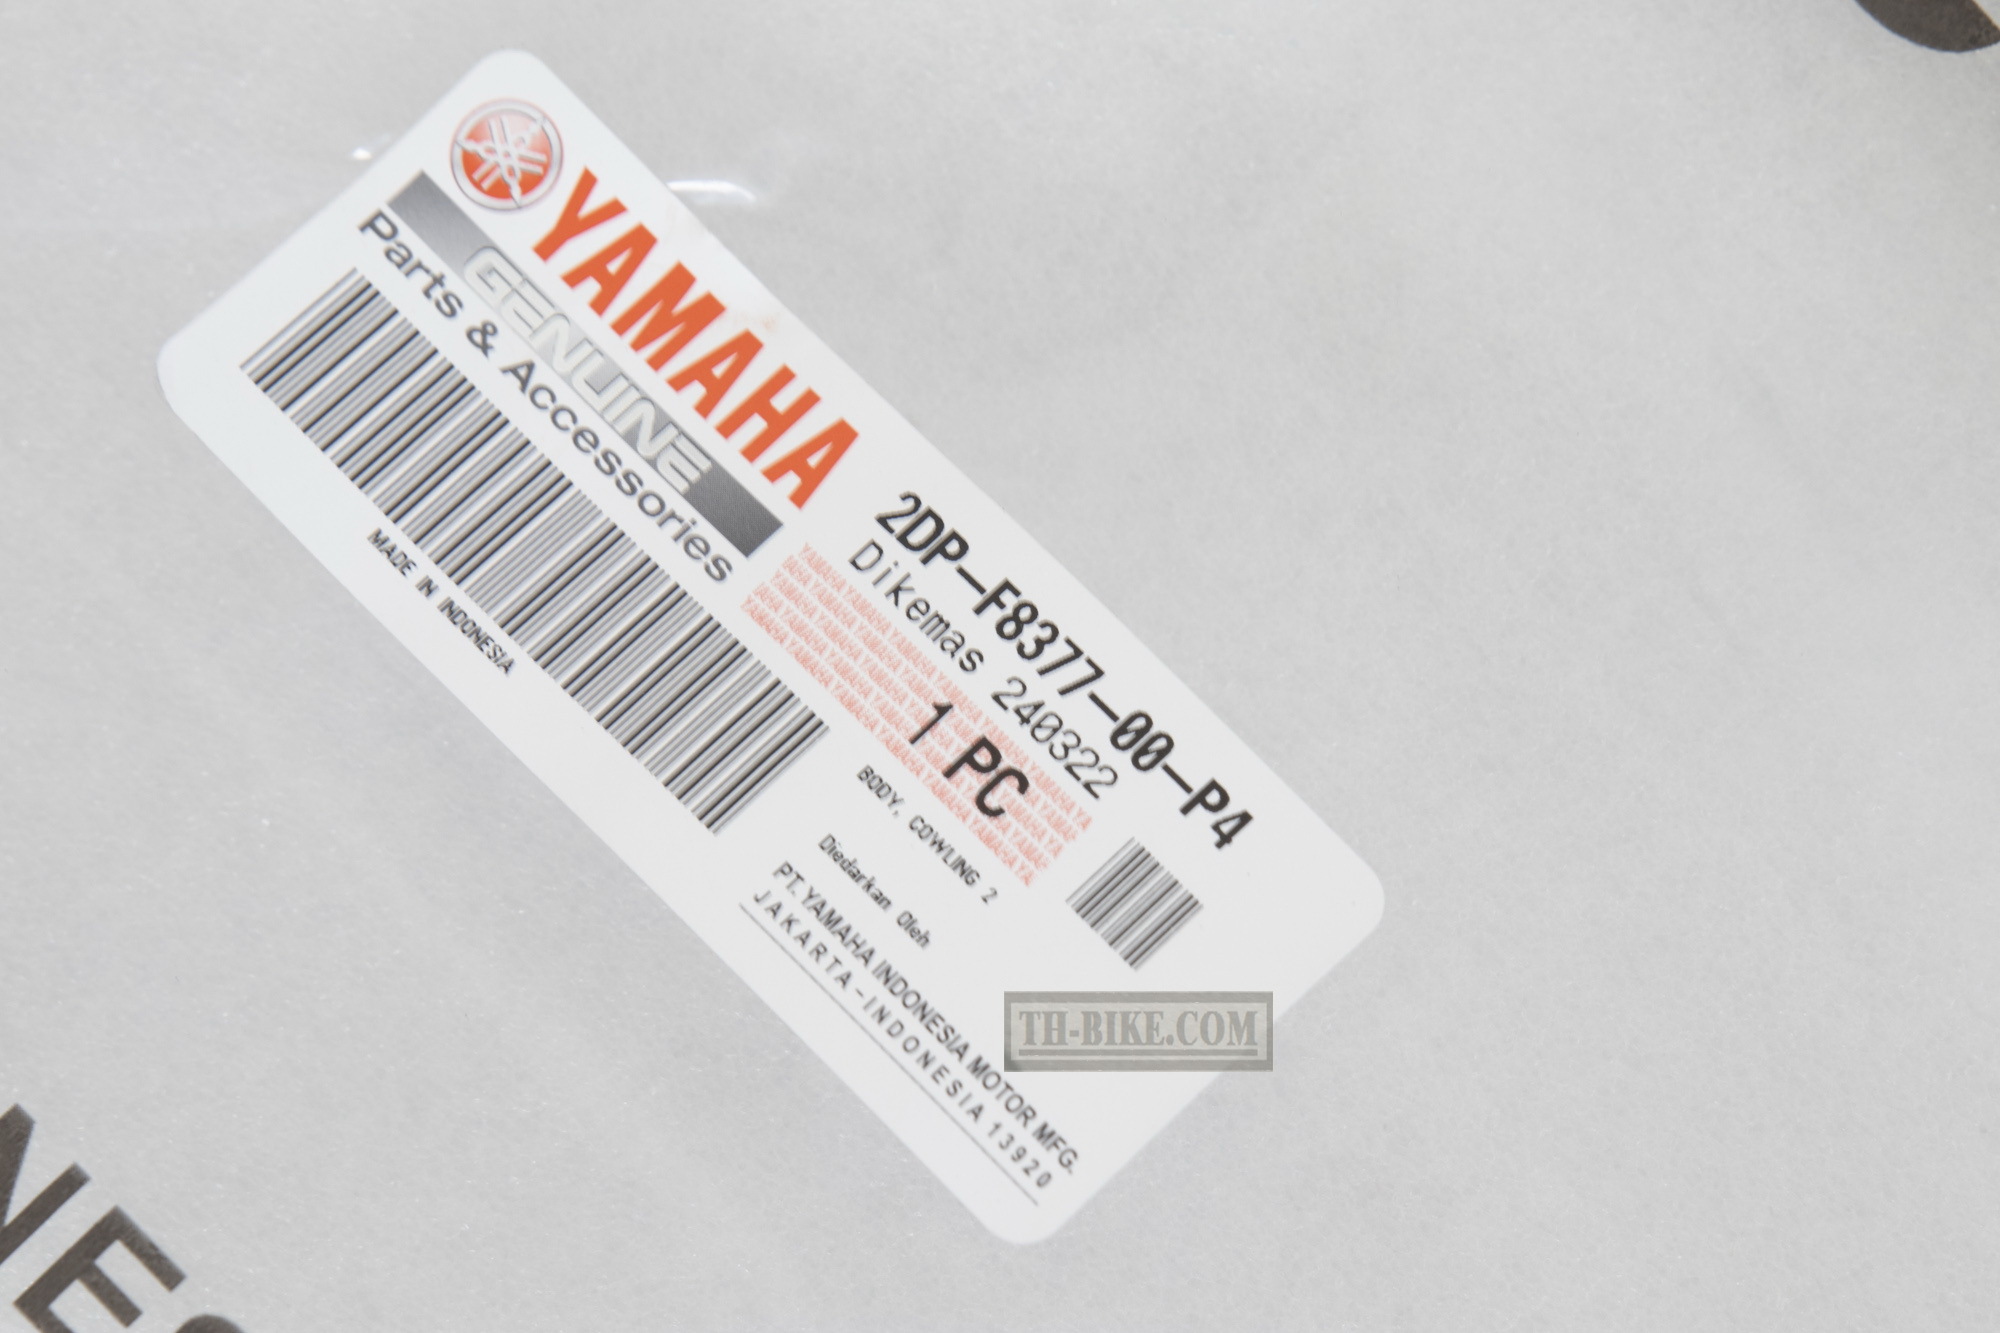 YAMAHA
GENUINE
Parts & Accessories
MADE IN INDONESIA
2DP-F8377-00-P4
Dikemas 240322
1 PC
BODY, COWLING 2
Diedarkan Oleh
PT.YAMAHA INDONESIA MOTOR MFG.
JAKARTA-INDONESIA 13920
TH-BIKE.COM